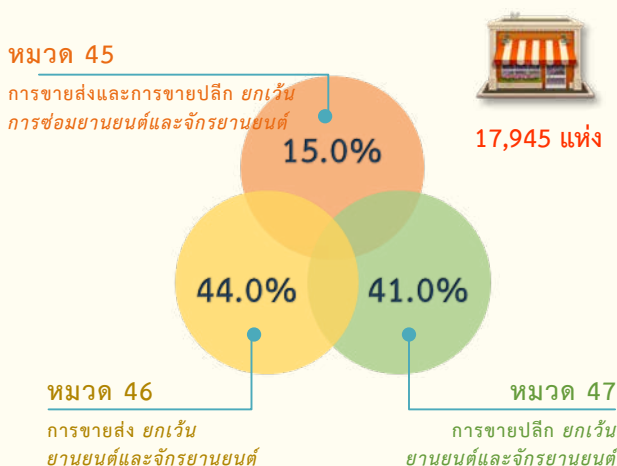 หมวด 45
การขายส่งและการขายปลีก ยกเว้น
การซ่อมยานยนต์และจักรยานยนต์
17,945 แห่ง
15.0%
44.0%
41.0%
หมวด 46
การขายส่ง ยกเว้น
ยานยนต์และจักรยานยนต์
หมวด 47
การขายปลีก ยกเว้น
ยานยนต์และจักรยานยนต์